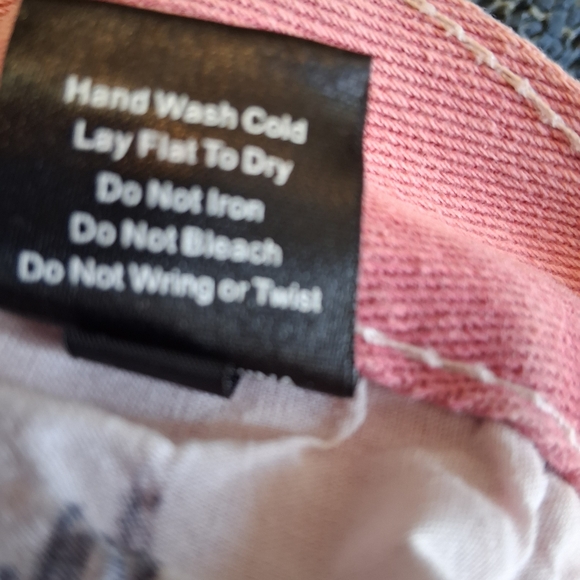 Hand Wash Cold
Lay Flat To Dry
Do Not Iron
Do Not Bleach
Do Not Wring or Twist